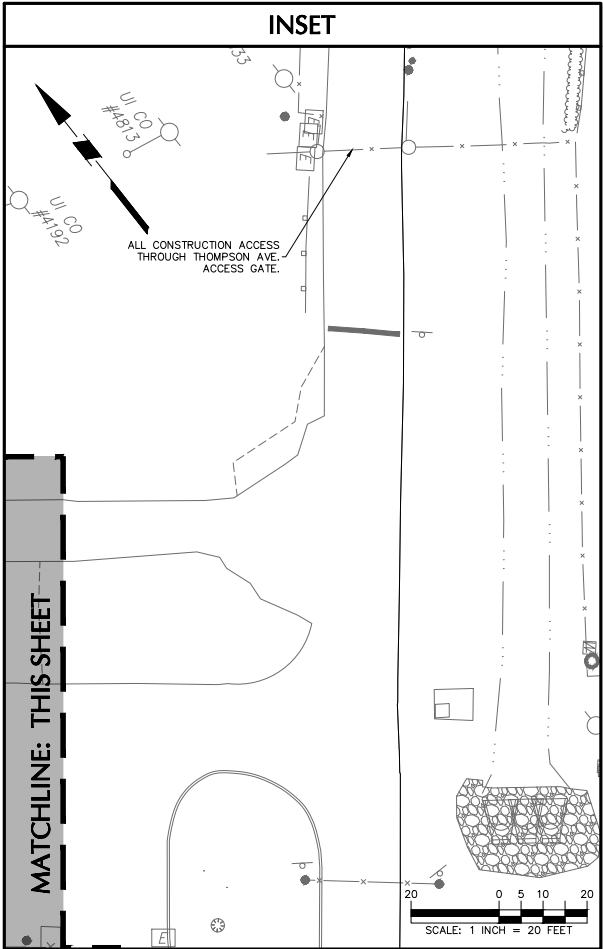 INSET
33
UI CO
#4813
E
E
UI CO
#4192
ALL CONSTRUCTION ACCESS
THROUGH THOMPSON AVE.
ACCESS GATE.
MATCHLINE: THIS SHEET
E
20 0 5 10 20
SCALE: 1 INCH = 20 FEET